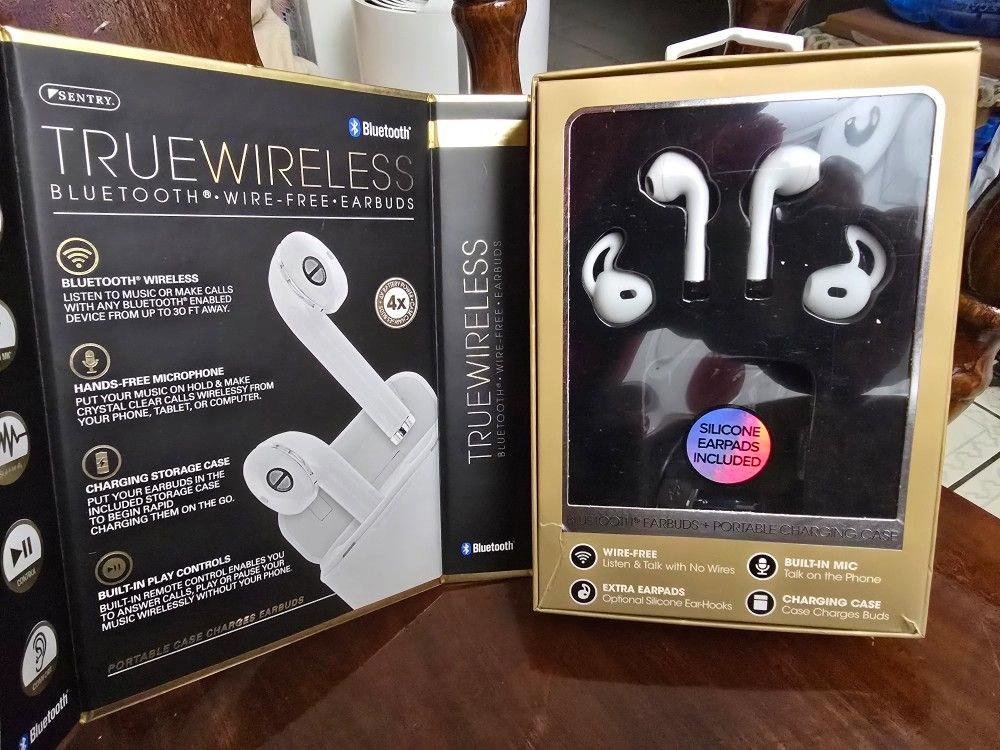 SENTRY.
Bluetooth®
TRUEWIRELESS
BLUETOOTH®•WIRE-FREE•EARBUDS
BLUETOOTH® WIRELESS
LISTEN TO MUSIC OR MAKE CALLS
WITH ANY BLUETOOTH® ENABLED
DEVICE FROM UP TO 30 FT AWAY.
4x
HANDS-FREE MICROPHONE
PUT YOUR MUSIC ON HOLD & MAKE
CRYSTAL CLEAR CALLS WIRELESSY FROM
YOUR PHONE, TABLET, OR COMPUTER.
CHARGING STORAGE CASE
PUT YOUR EARBUDS IN THE
INCLUDED STORAGE CASE
TO BEGIN RAPID
CHARGING THEM ON THE GO.
BUILT-IN PLAY CONTROLS
BUILT-IN REMOTE CONTROL ENABLES YOU
TO ANSWER CALLS, PLAY OR PAUSE YOUR
MUSIC WIRELESSLY WITHOUT YOUR PHONE.
PORTABLE CASE CHARGES EARBUDS
MIC
CONTROL
COMFORT
Bluetooth®
TRUEWIRELESS
BLUETOOTH®•WIRE-FREE•EARBUDS
Bluetooth®
SILICONE
EARPADS
INCLUDED
BLUETOOTH® EARBUDS + PORTABLE CHARGING CASE
WIRE-FREE
Listen & Talk with No Wires
BUILT-IN MIC
Talk on the Phone
EXTRA EARPADS
Optional Silicone Ear-Hooks
CHARGING CASE
Case Charges Buds